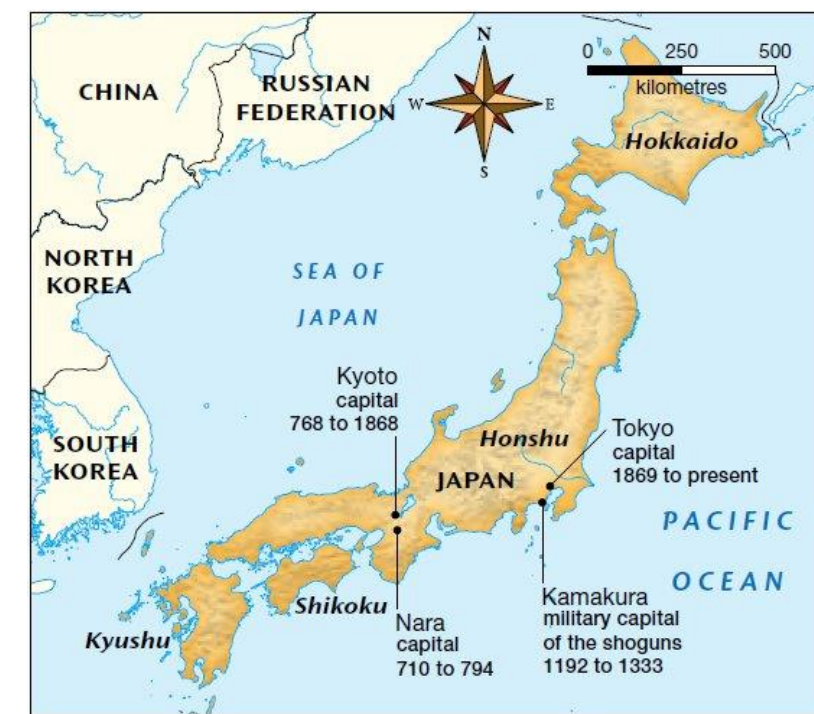 CHINA
RUSSIAN
FEDERATION
N
W
E
S
0
250
500
kilometres
Hokkaido
NORTH
KOREA
SEA OF
JAPAN
Kyoto
capital
768 to 1868
SOUTH
KOREA
Honshu
JAPAN
Tokyo
capital
1869 to present
PACIFIC
OCEAN
Kamakura
military capital
of the shoguns
1192 to 1333
Shikoku
Nara
capital
710 to 794
Kyushu